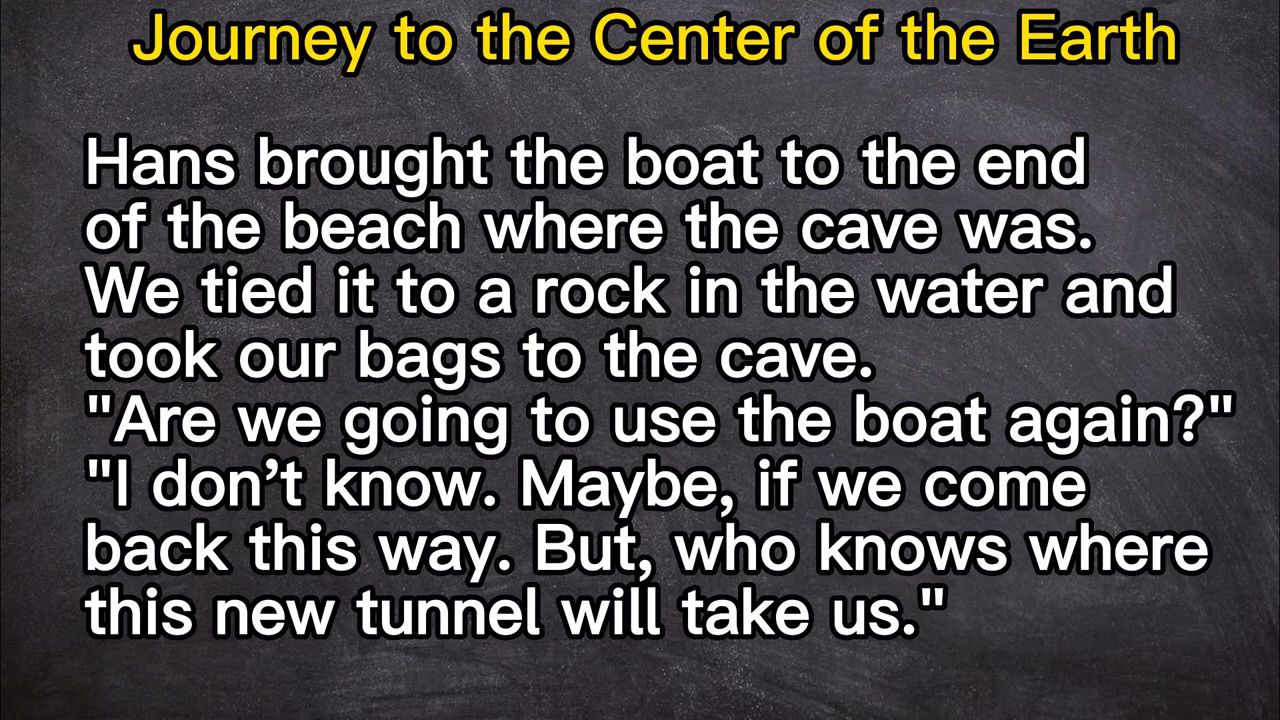 Journey to the Center of the Earth
Hans brought the boat to the end
of the beach where the cave was.
We tied it to a rock in the water and
took our bags to the cave.
"Are we going to use the boat again?"
"I don’t know. Maybe, if we come
back this way. But, who knows where
this new tunnel will take us."